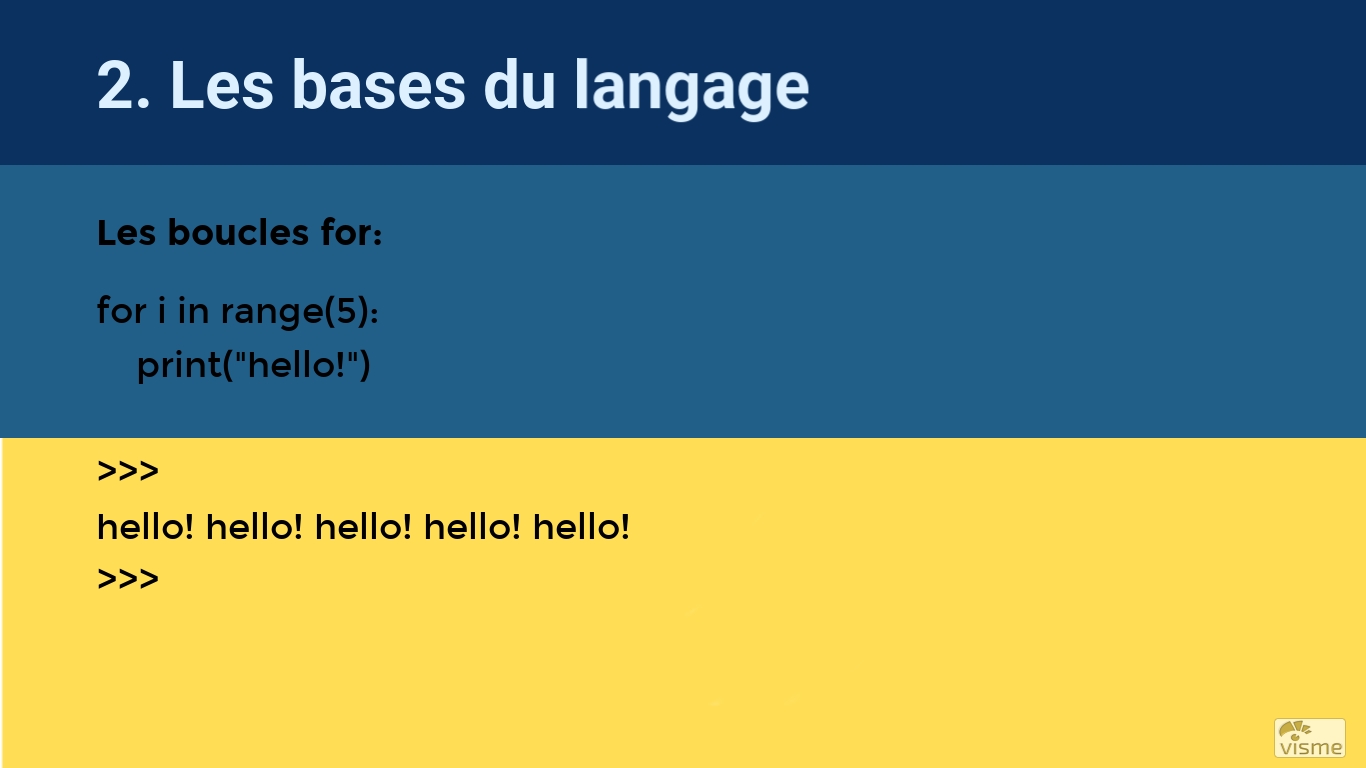 2. Les bases du langage
Les boucles for:
for i in range(5):
print("hello!")
>>>
hello! hello! hello! hello! hello!
>>>
visme